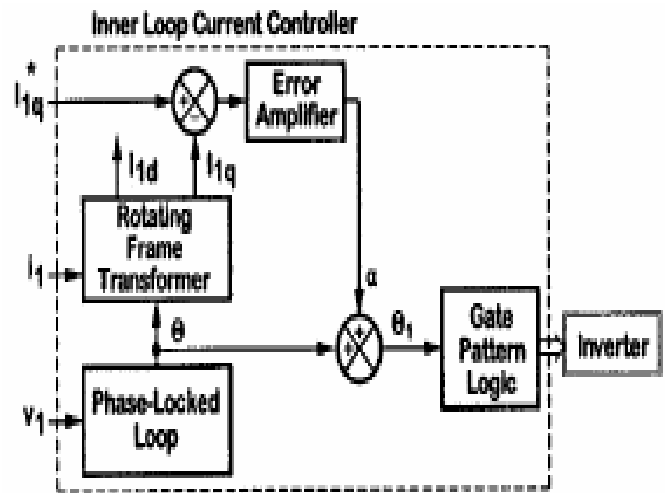 Inner Loop Current Controller
*
I1q
+
−
Error
Amplifier
I1d
I1q
Rotating
Frame
Transformer
i1
α
θ
+
+
θ1
Gate
Pattern
Logic
Inverter
v1
Phase-Locked
Loop